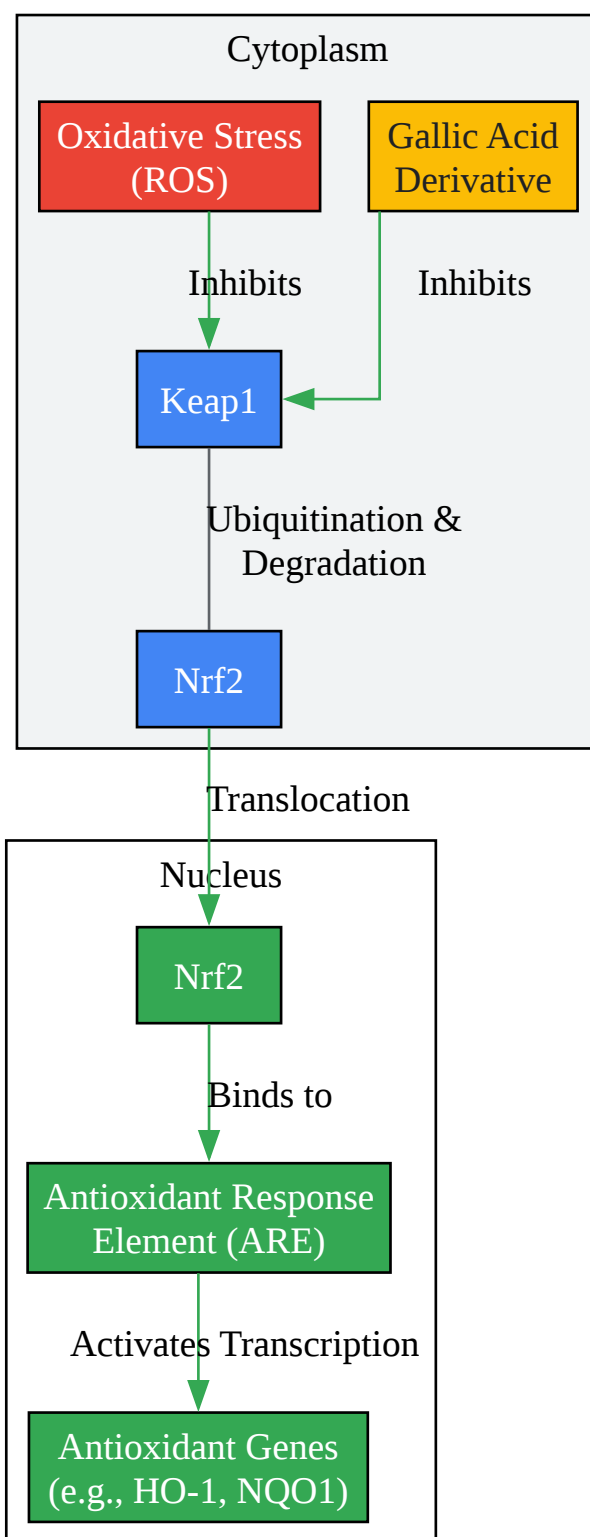 Cytoplasm
Oxidative Stress
(ROS)
Gallic Acid
Derivative
Inhibits
Inhibits
Keap1
Ubiquitination &
Degradation
Nrf2
Translocation
Nucleus
Nrf2
Binds to
Antioxidant Response
Element (ARE)
Activates Transcription
Antioxidant Genes
(e.g., HO-1, NQO1)